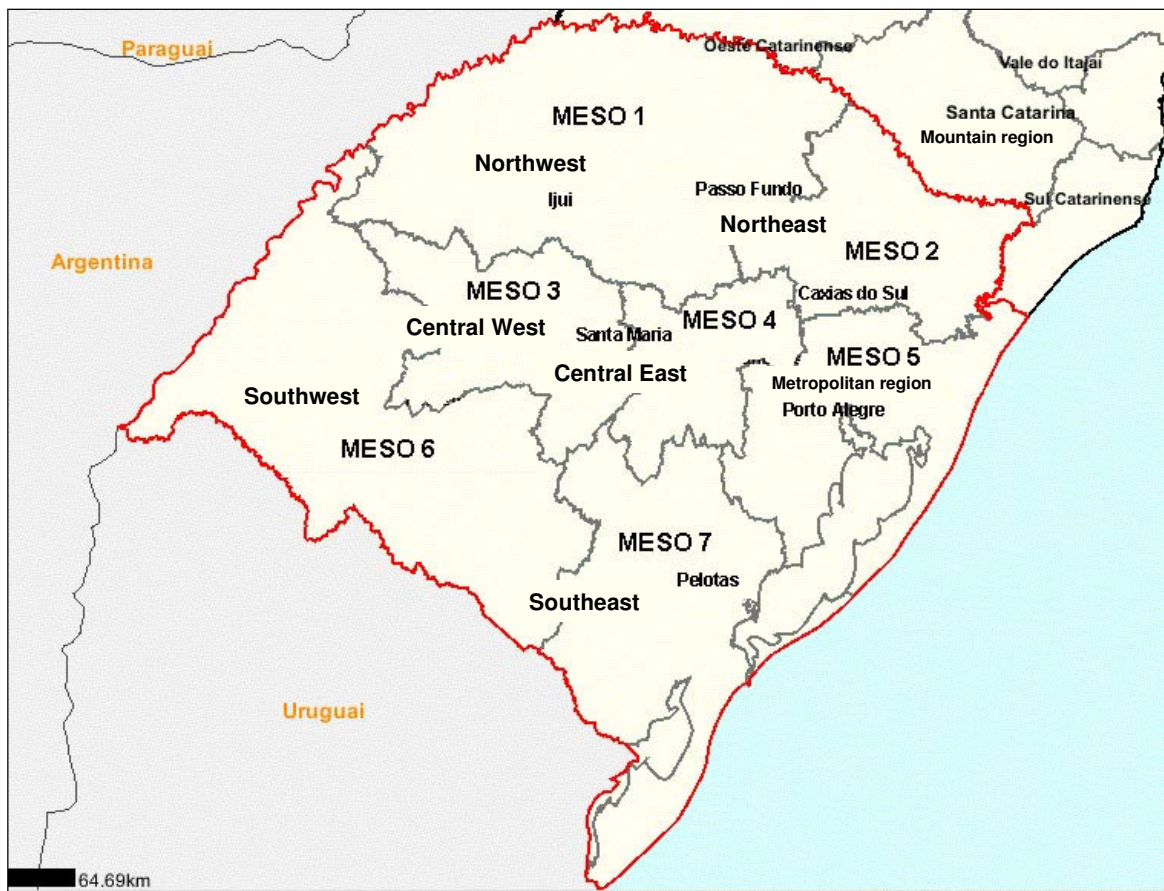 Paraguai
Oeste Catarinense
Vale do Itajaí
Santa Catarina
Mountain region
Sul Catarinense
MESO 1
Northwest
Ijui
Passo Fundo
Northeast
MESO 2
Argentina
MESO 3
Caxias do Sul
Central West
Santa Maria
MESO 4
MESO 5
Central East
Metropolitan region
Porto Alegre
Southwest
MESO 6
MESO 7
Pelotas
Southeast
Uruguai
64.69km